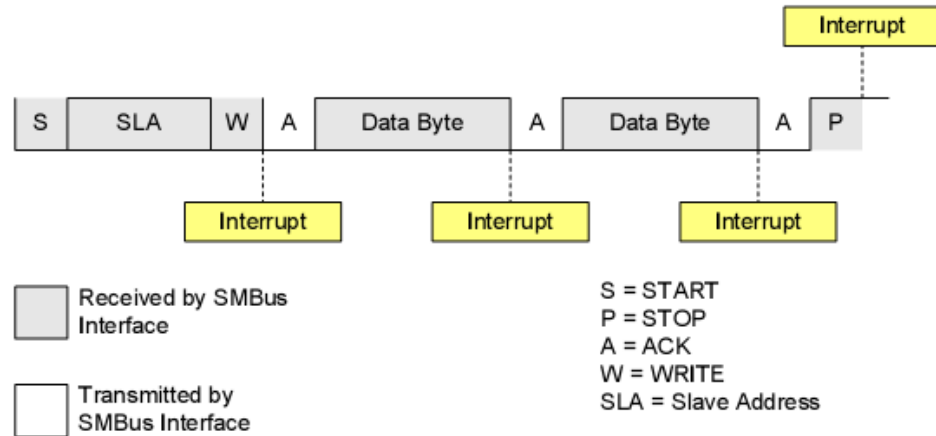 Interrupt
S SLA W A Data Byte A Data Byte A P
Interrupt Interrupt Interrupt
Received by SMBus
Interface
Transmitted by
SMBus Interface
S = START
P = STOP
A = ACK
W = WRITE
SLA = Slave Address